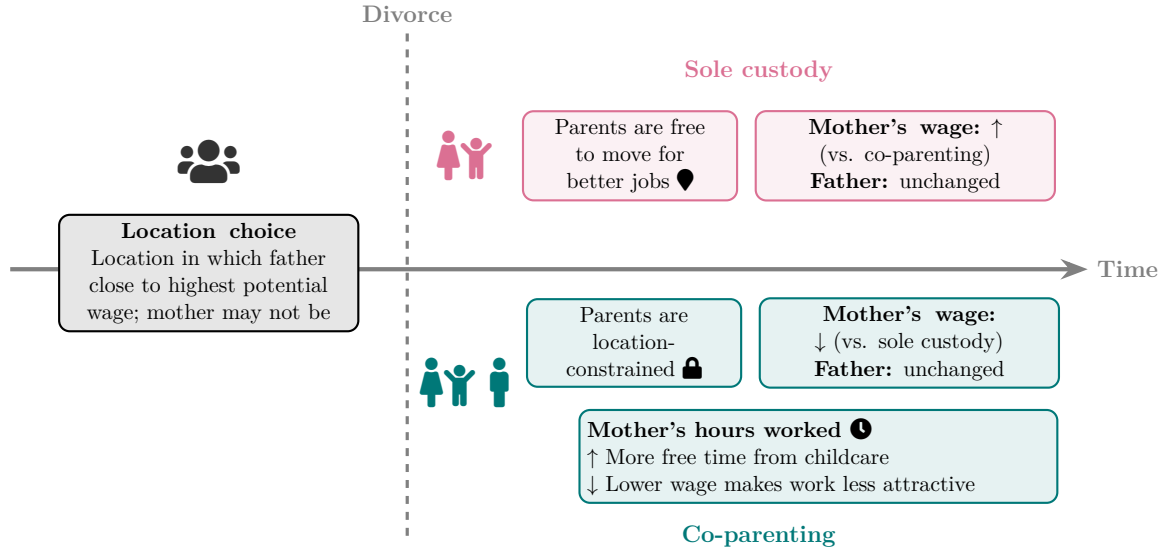 Divorce
Sole custody
Parents are free
to move for
better jobs
Mother's wage: ↑
(vs. co-parenting)
Father: unchanged
Location choice
Location in which father
close to highest potential
wage; mother may not be
Time
Parents are
location-
constrained
Mother's wage:
↓ (vs. sole custody)
Father: unchanged
Mother's hours worked
↑ More free time from childcare
↓ Lower wage makes work less attractive
Co-parenting